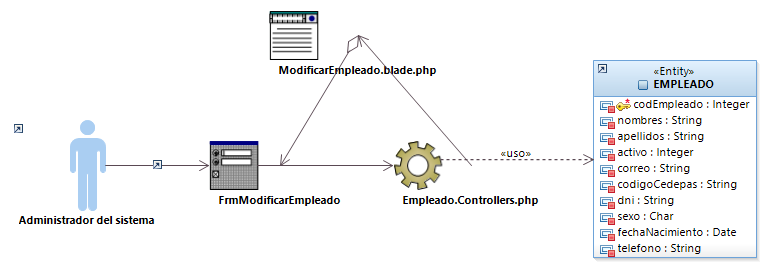 ModificarEmpleado.blade.php
Administrador del sistema
FrmModificarEmpleado
Empleado.Controllers.php
«uso»
«Entity»
EMPLEADO
codEmpleado : Integer
nombres : String
apellidos : String
activo : Integer
correo : String
codigoCedepas : String
dni : String
sexo : Char
fechaNacimiento : Date
telefono : String